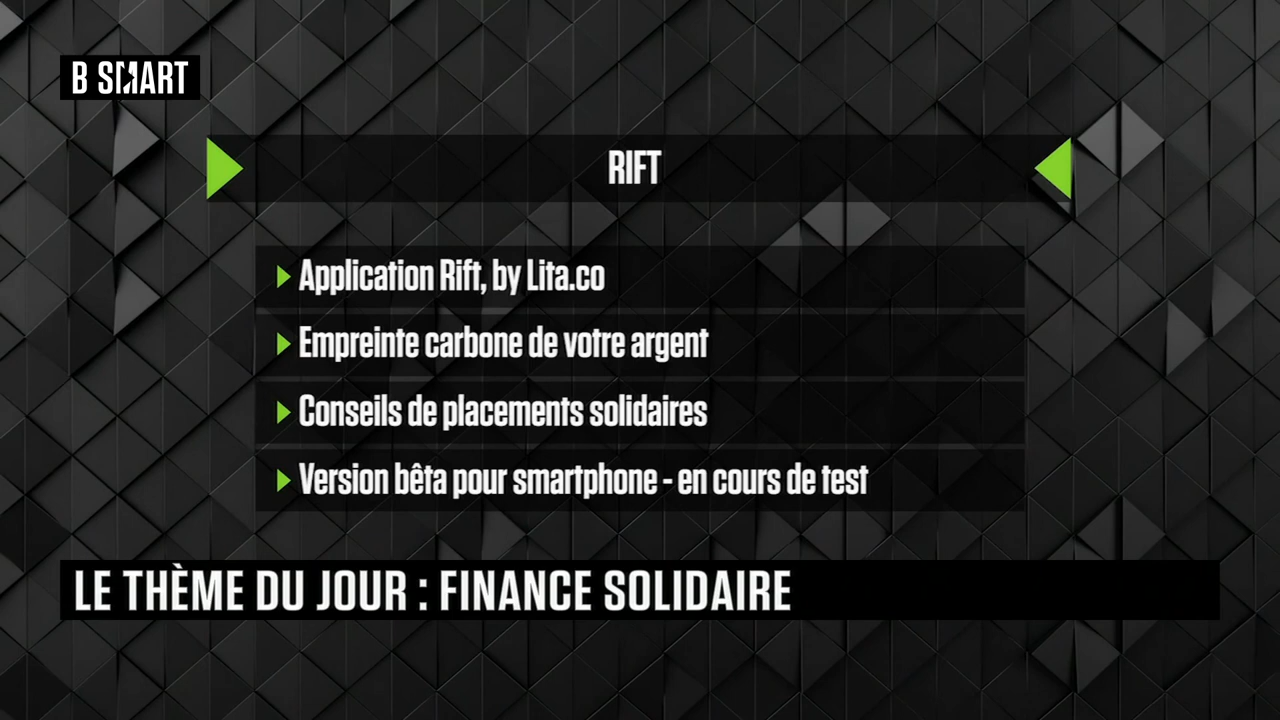 B SMART
RIFT
Application Rift, by Lita.co
Empreinte carbone de votre argent
Conseils de placements solidaires
Version bêta pour smartphone - en cours de test
LE THÈME DU JOUR : FINANCE SOLIDAIRE